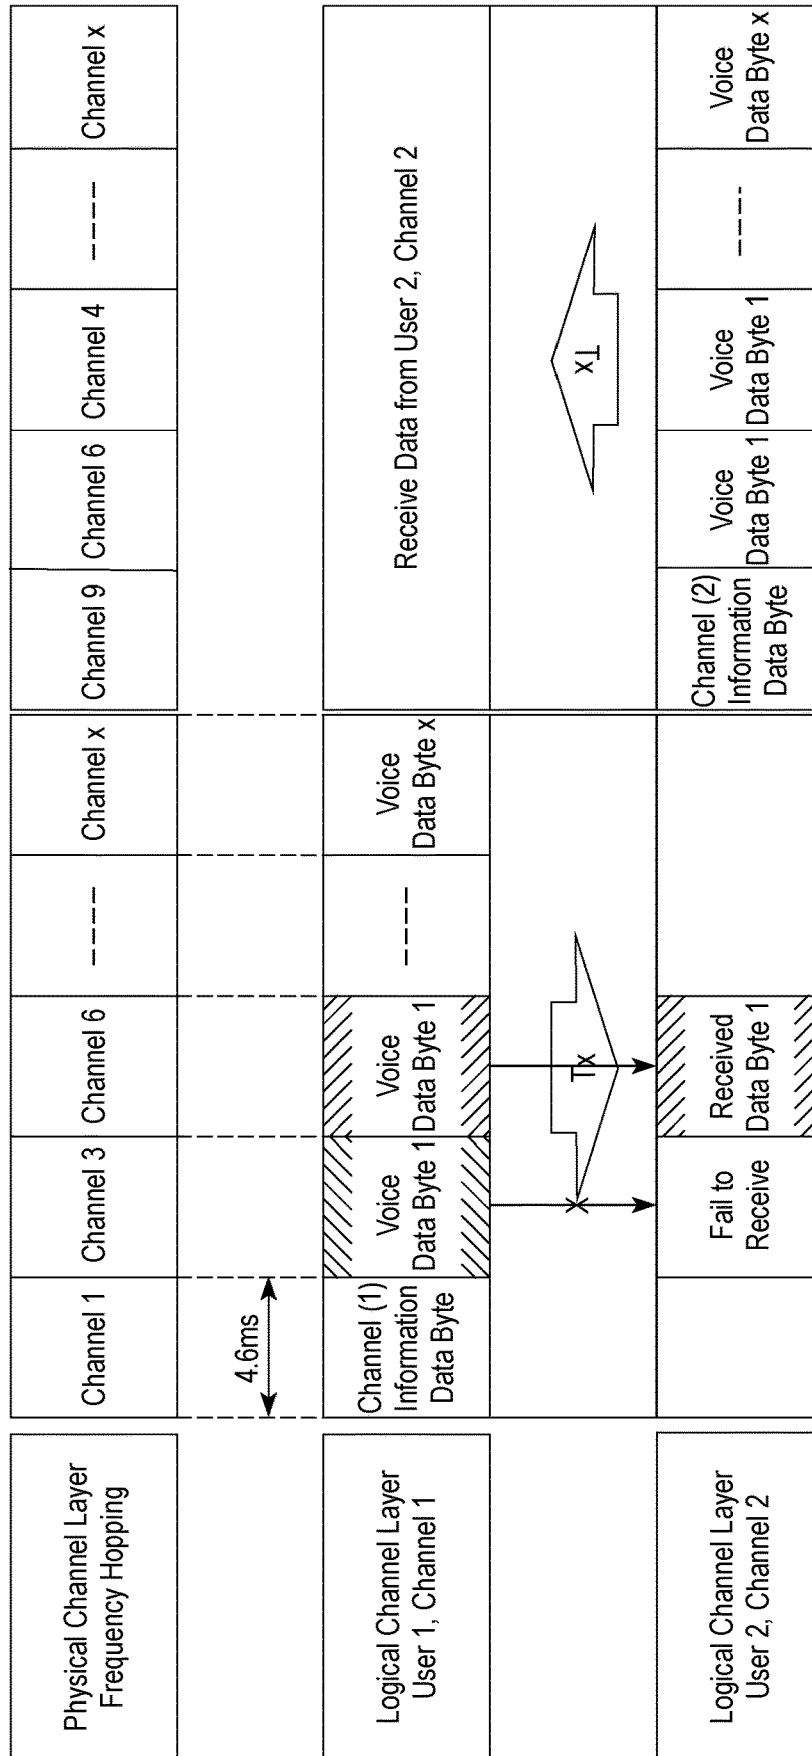 Physical Channel Layer
Frequency Hopping
Channel 1
Channel 3
Channel 6
Channel x
Channel 9
Channel 6
Channel 4
Channel x
4.6ms
Logical Channel Layer
User 1, Channel 1
Channel (1)
Information
Data Byte
Voice
Data Byte 1
Voice
Data Byte 1
Voice
Data Byte x
Receive Data from User 2, Channel 2
X
Tx
Tx
Logical Channel Layer
User 2, Channel 2
Fail to
Receive
Received
Data Byte 1
Channel (2)
Information
Data Byte
Voice
Data Byte 1
Voice
Data Byte 1
Voice
Data Byte x